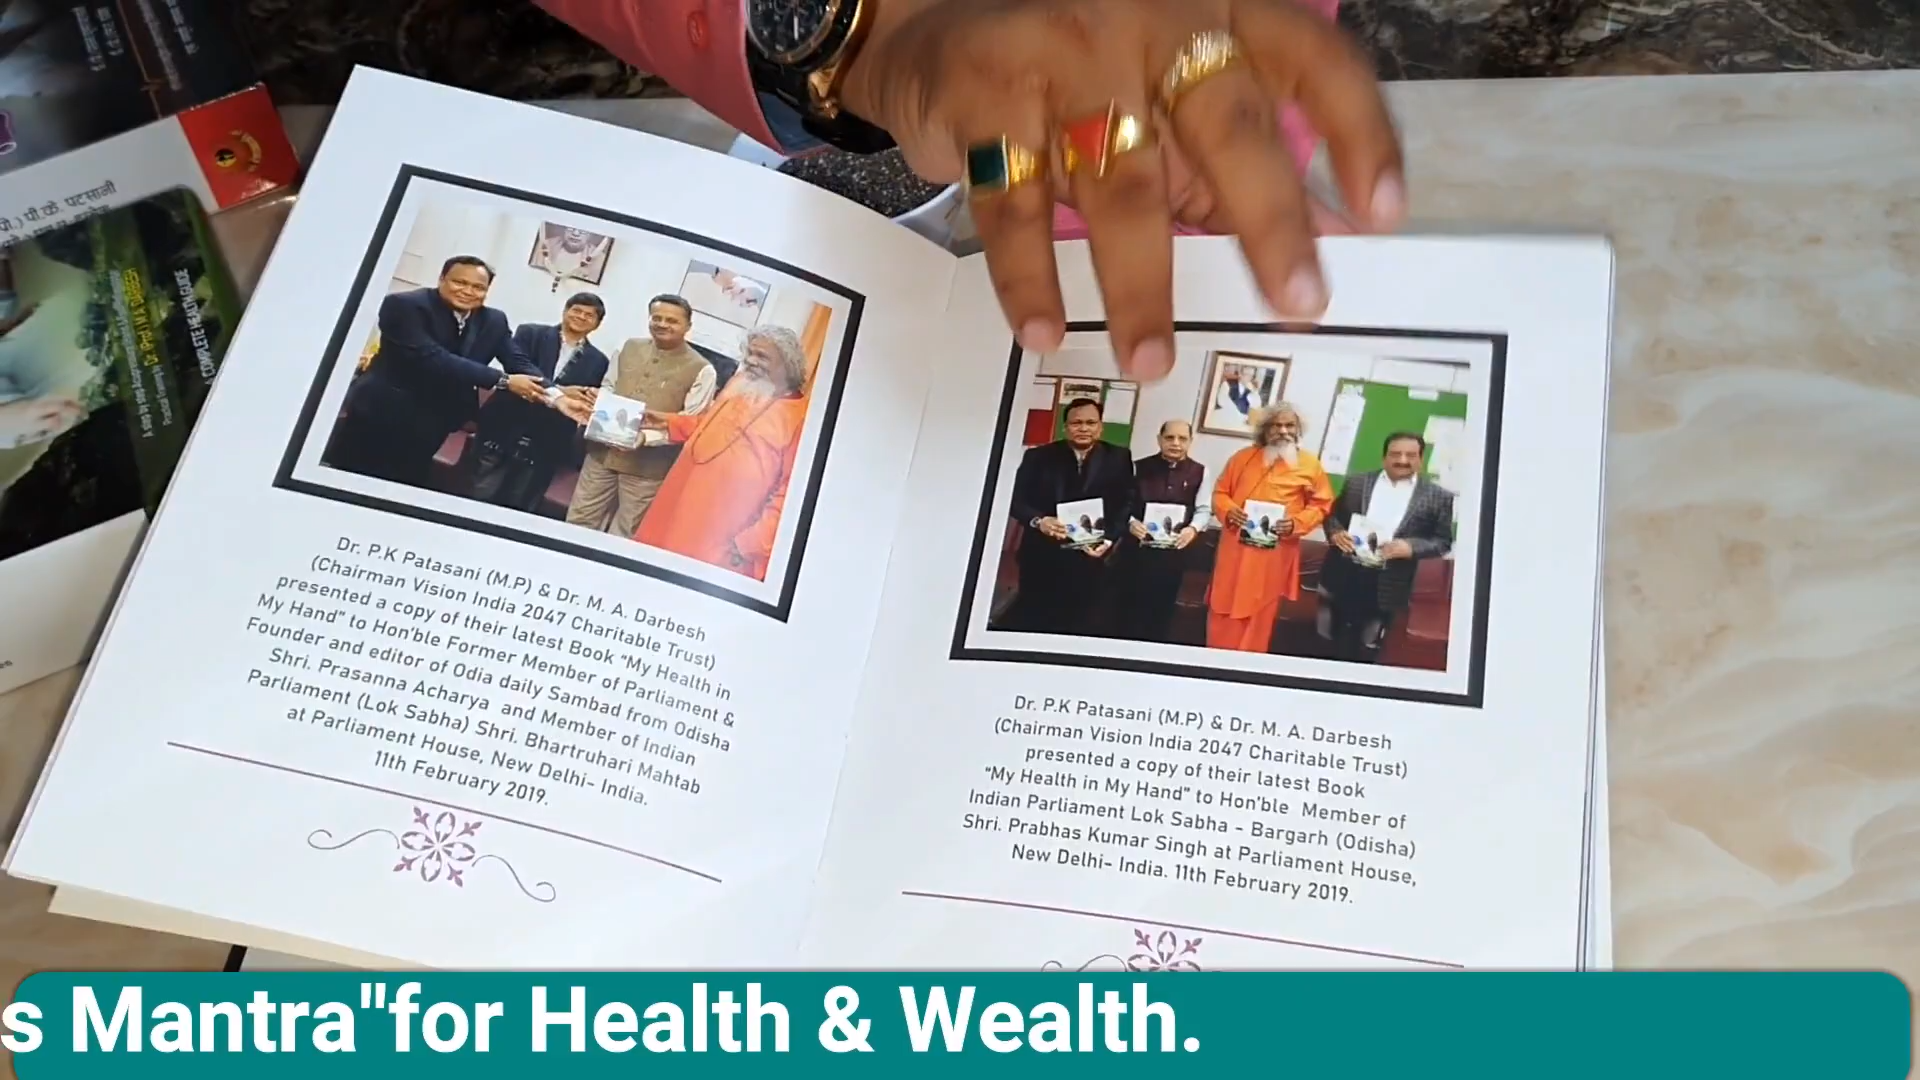 पी.के. पटसानी
A COMPLETE HEALTH GUIDE
Dr. P.K Patasani (M.P) & Dr. M. A. Darbesh
(Chairman Vision India 2047 Charitable Trust)
presented a copy of their latest Book “My Health in
My Hand” to Hon'ble Former Member of Parliament &
Founder and editor of Odia daily Sambad from Odisha
Shri. Prasanna Acharya and Member of Indian
Parliament (Lok Sabha) Shri. Bhartruhari Mahtab
at Parliament House, New Delhi- India.
11th February 2019.
Dr. P.K Patasani (M.P) & Dr. M. A. Darbesh
(Chairman Vision India 2047 Charitable Trust)
presented a copy of their latest Book
“My Health in My Hand” to Hon'ble Member of
Indian Parliament Lok Sabha - Bargarh (Odisha)
Shri. Prabhas Kumar Singh at Parliament House,
New Delhi- India. 11th February 2019.
s Mantra"for Health & Wealth.